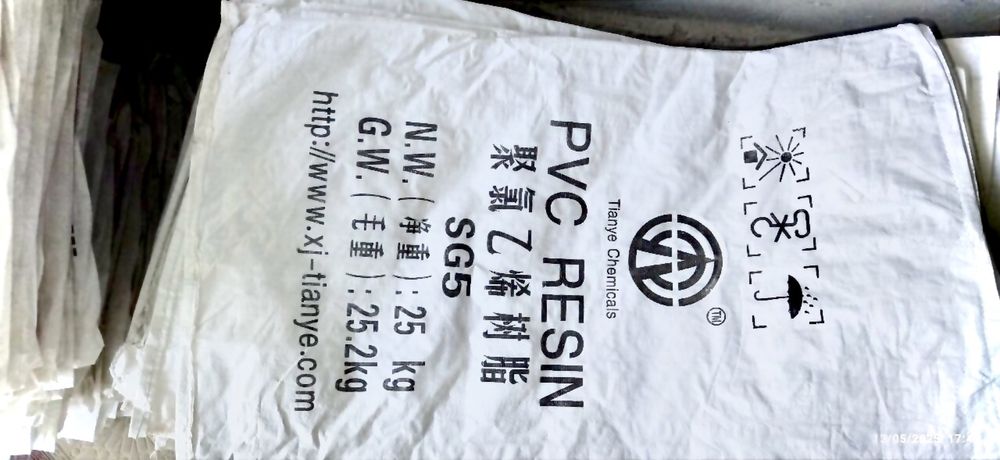 TM
Tianye Chemicals
PVC RESIN
聚氯乙烯树脂
SG5
N.W.(净重):25 kg
G.W.(毛重):25.2kg
http://www.xj-tianye.com